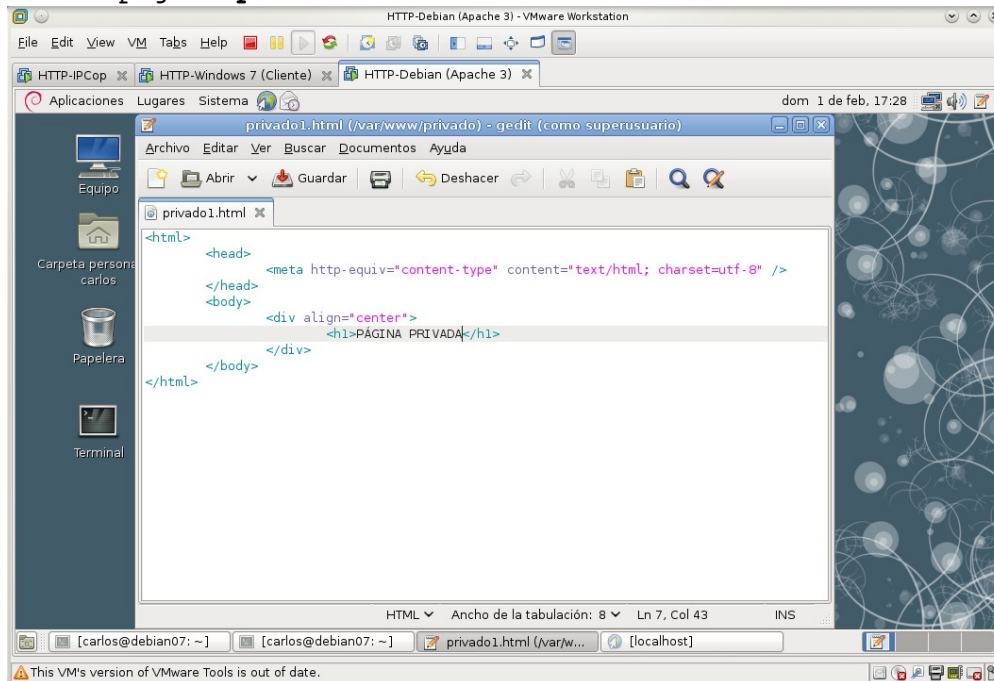 HTTP-Debian (Apache 3) - VMware Workstation
File Edit View VM Tabs Help
HTTP-IPCop HTTP-Windows 7 (Cliente) HTTP-Debian (Apache 3)
Aplicaciones Lugares Sistema dom 1 de feb, 17:28
privado1.html (/var/www/privado) - gedit (como superusuario)
Archivo Editar Ver Buscar Documentos Ayuda
Abrir Guardar Deshacer
privado1.html
<html>
<head>
<meta http-equiv="content-type" content="text/html; charset=utf-8" />
</head>
<body>
<div align="center">
<h1>PÁGINA PRIVADA</h1>
</div>
</body>
</html>
Equipo
Carpeta persona
carlos
Papelera
Terminal
HTML Ancho de la tabulación: 8 Ln 7, Col 43 INS
[carlos@debian07: ~] [carlos@debian07: ~] privado1.html (/var/w... [localhost]
This VM's version of VMware Tools is out of date.